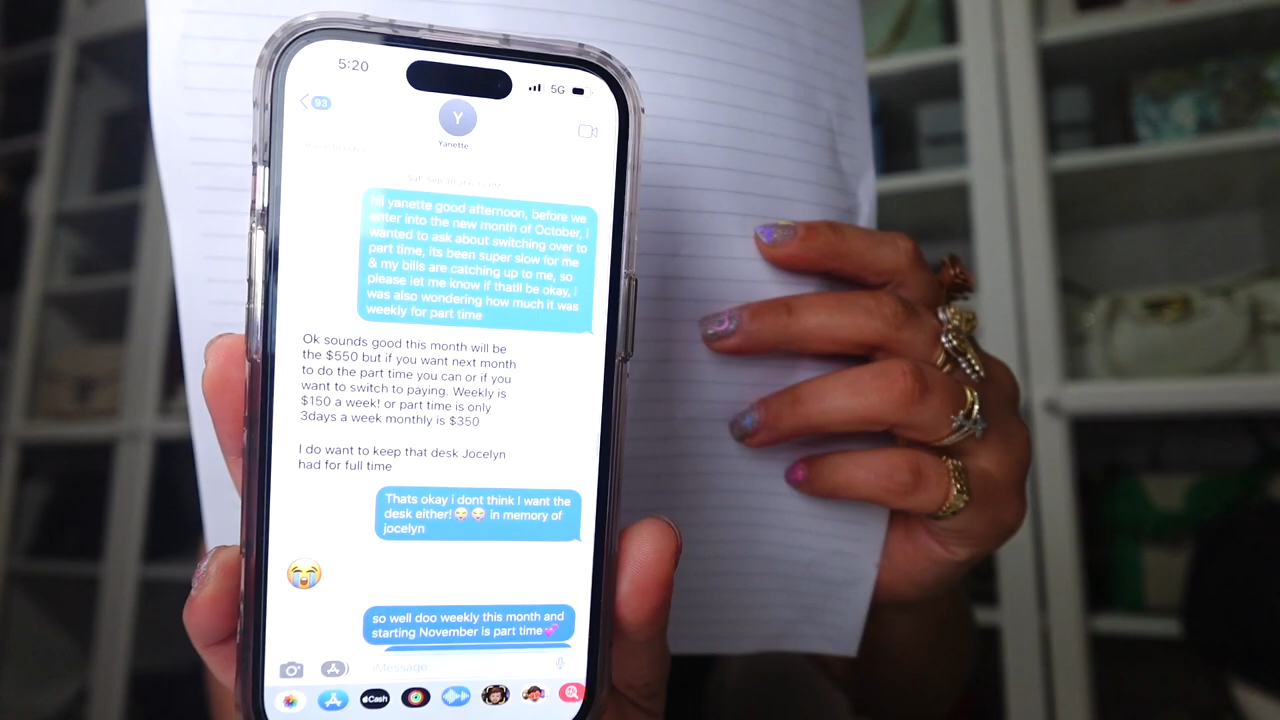 5:20
5G
93
Y
Yanette
hii yanette good afternoon, before we
enter into the new month of October, i
wanted to ask about switching over to
part time, its been super slow for me
& my bills are catching up to me, so
please let me know if thatll be okay, i
was also wondering how much it was
weekly for part time
Ok sounds good this month will be
the $550 but if you want next month
to do the part time you can or if you
want to switch to paying. Weekly is
$150 a week! or part time is only
3days a week monthly is $350
I do want to keep that desk Jocelyn
had for full time
Thats okay i dont think I want the
desk either!😝😝 in memory of
jocelyn
😭
so well doo weekly this month and
starting November is part time💕
iMessage
Cash